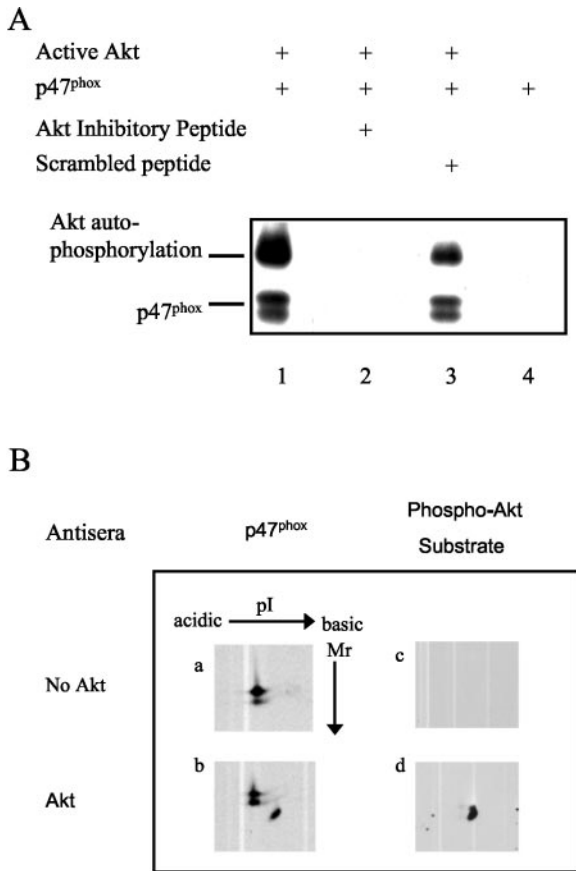 A
Active Akt + + +
p47phox + + + +
Akt Inhibitory Peptide +
Scrambled peptide +
Akt auto-
phosphorylation
p47phox
1 2 3 4
B
Antisera p47phox Phospho-Akt
Substrate
acidic pI basic
Mr
a c
No Akt
b d
Akt